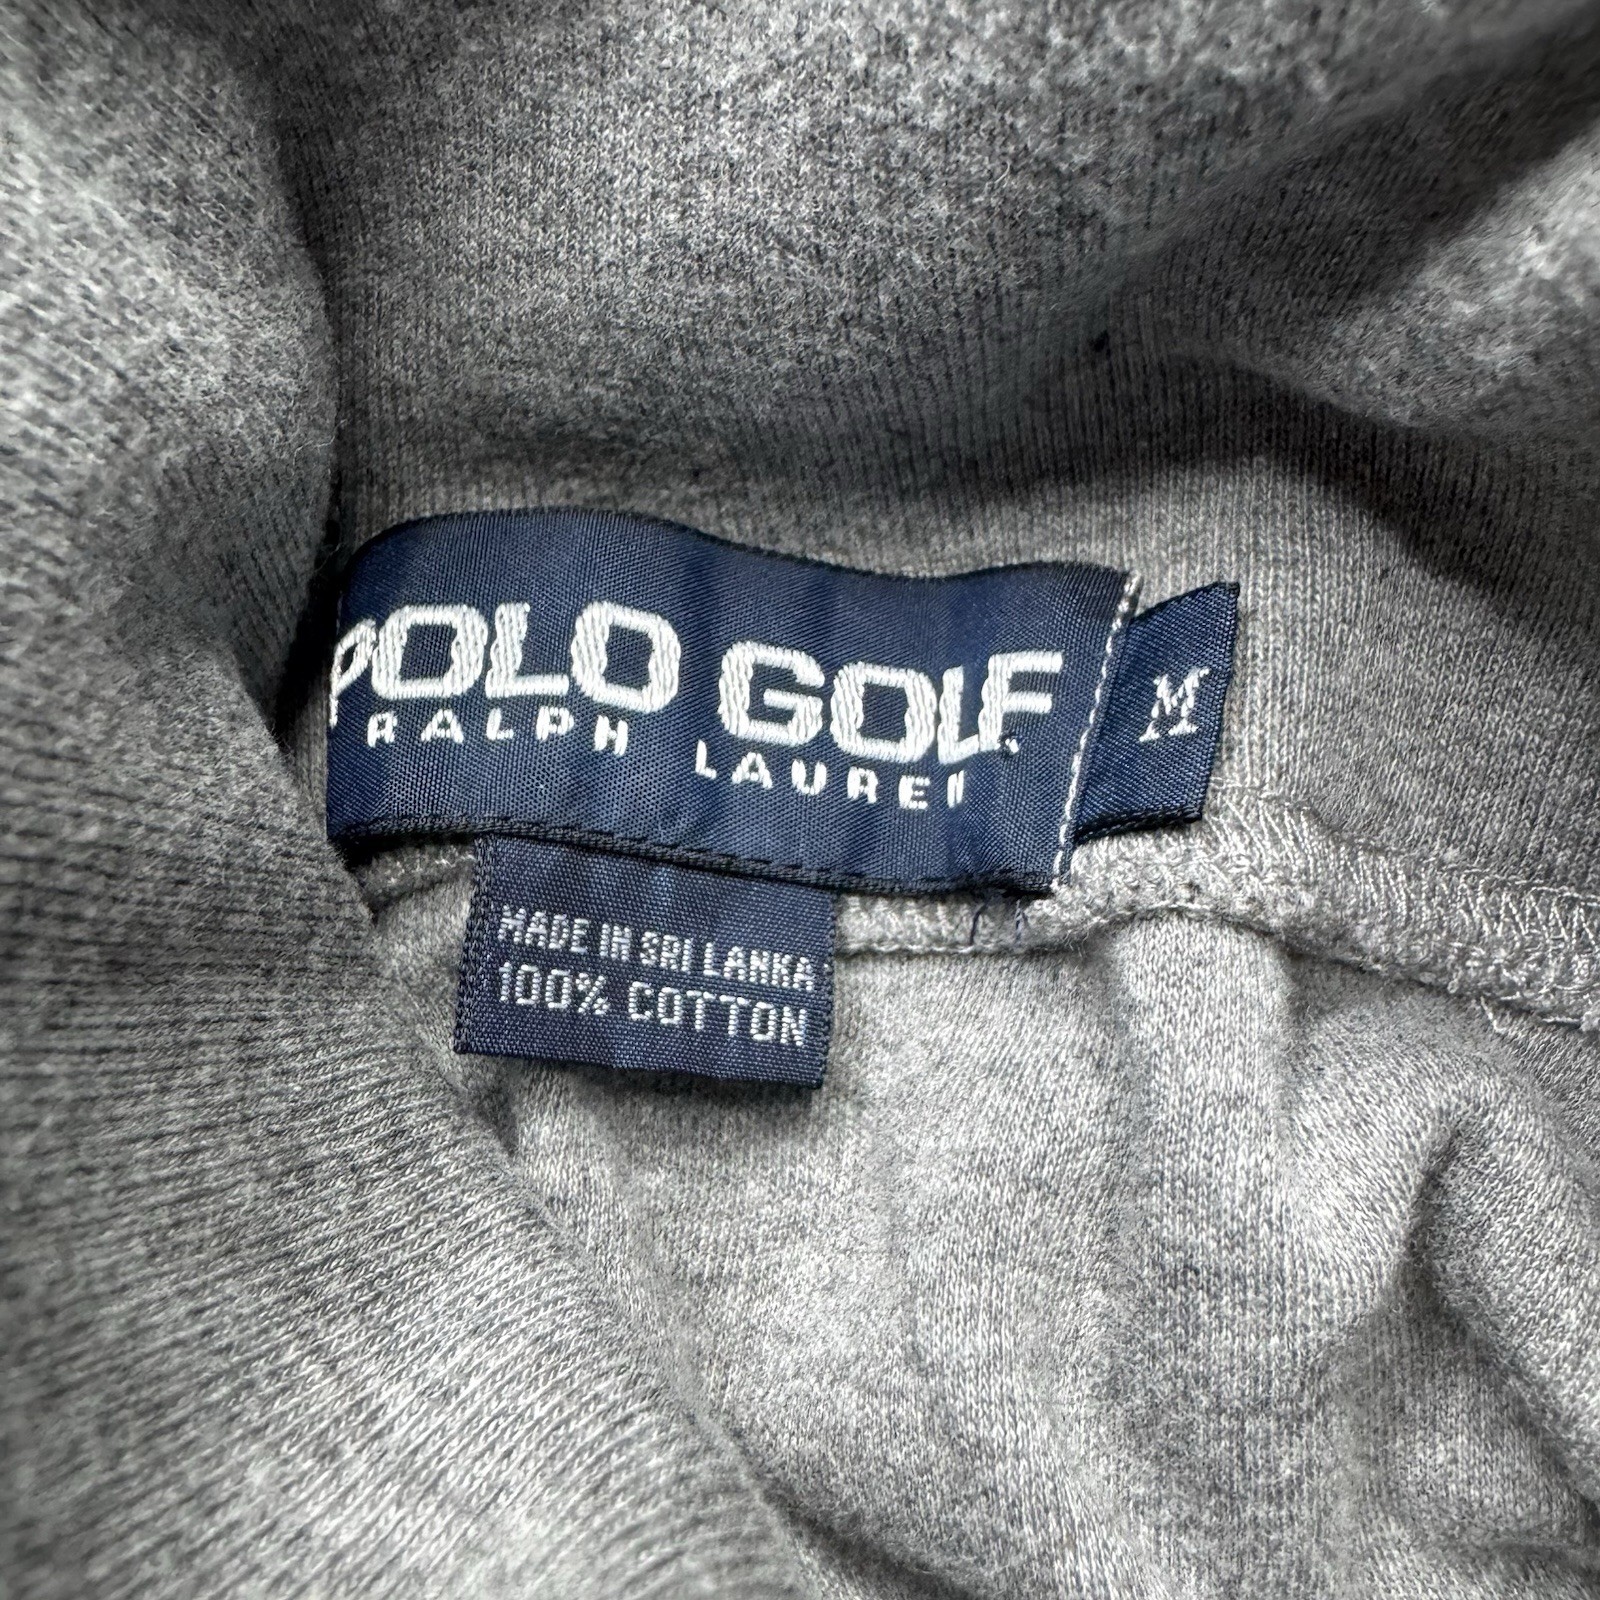 POLO GOLF
RALPH LAUREN
M
MADE IN SRI LANKA
100% COTTON